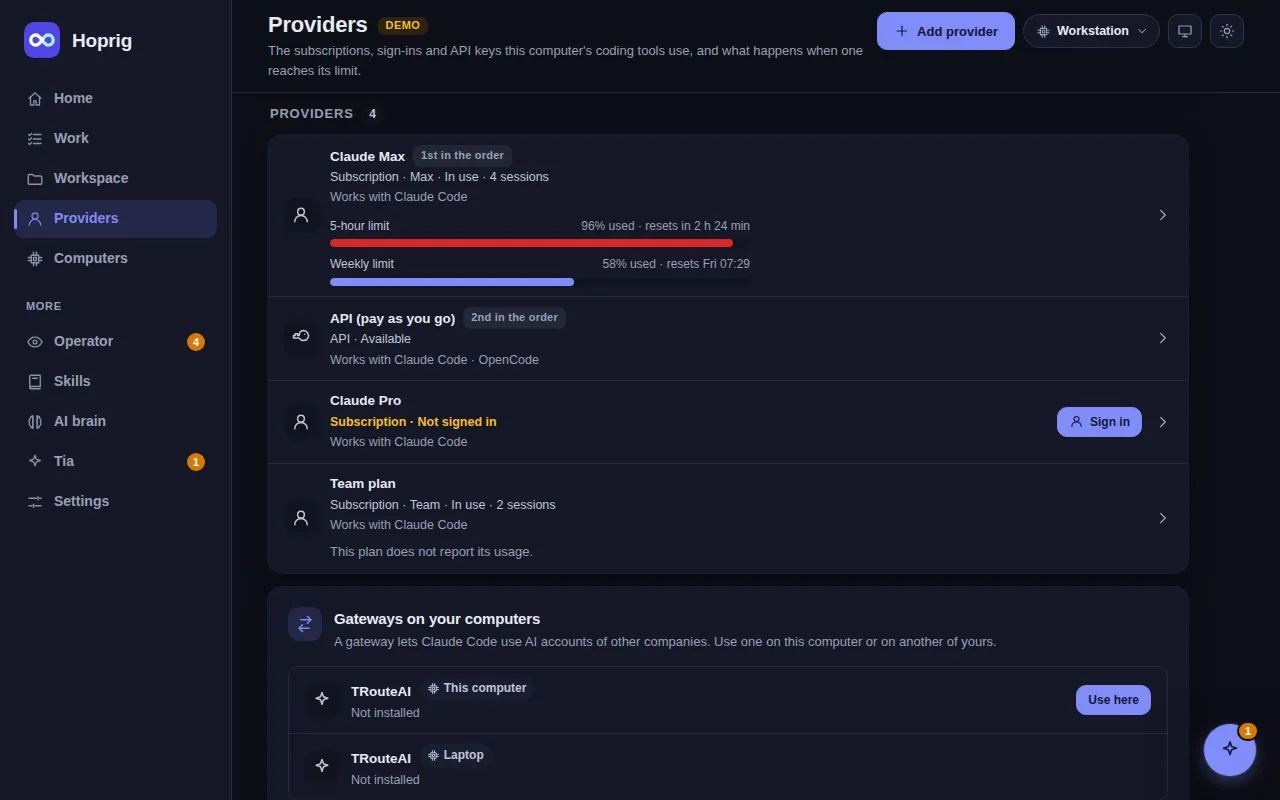 Hoprig
Home
Work
Workspace
Providers
Computers
MORE
Operator 4
Skills
AI brain
Tia 1
Settings
Providers DEMO
The subscriptions, sign-ins and API keys this computer's coding tools use, and what happens when one
reaches its limit.
Add provider
Workstation
PROVIDERS 4
Claude Max 1st in the order
Subscription · Max · In use · 4 sessions
Works with Claude Code
5-hour limit 96% used · resets in 2 h 24 min
Weekly limit 58% used · resets Fri 07:29
API (pay as you go) 2nd in the order
API · Available
Works with Claude Code · OpenCode
Claude Pro
Subscription · Not signed in
Works with Claude Code
Sign in
Team plan
Subscription · Team · In use · 2 sessions
Works with Claude Code
This plan does not report its usage.
Gateways on your computers
A gateway lets Claude Code use AI accounts of other companies. Use one on this computer or on another of yours.
TRouteAI This computer
Not installed
Use here
TRouteAI Laptop
Not installed
1